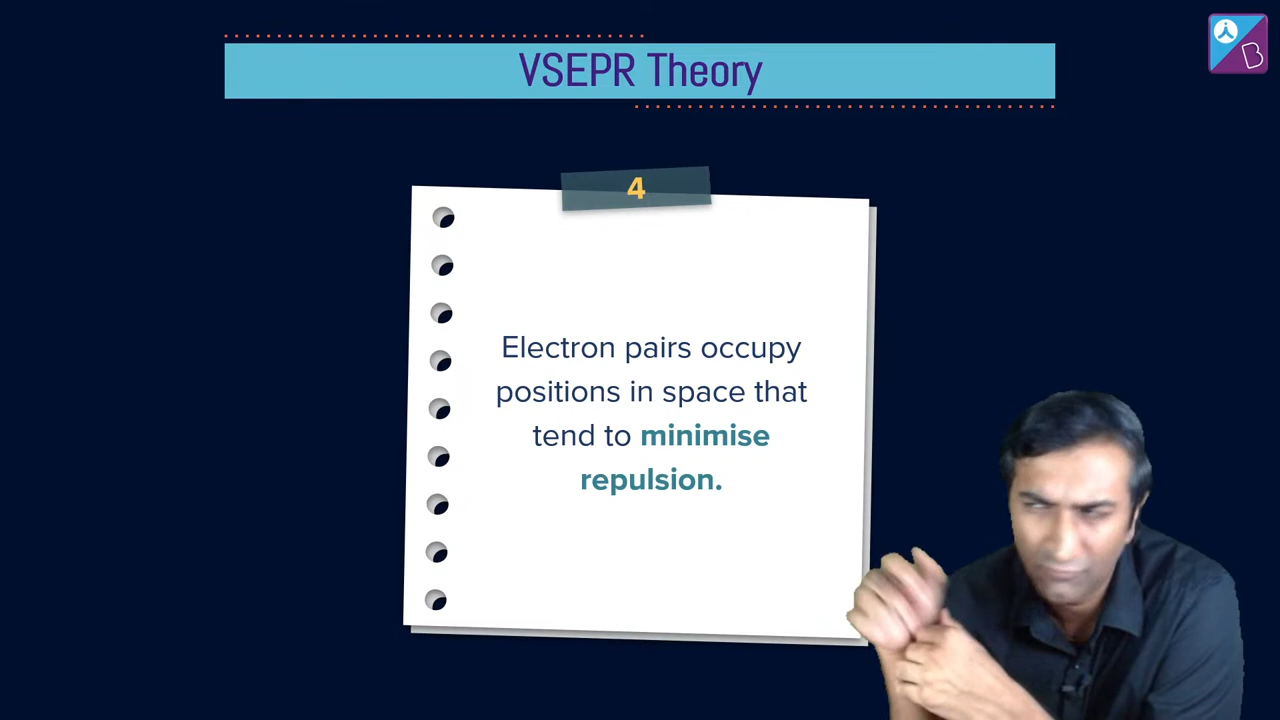 VSEPR Theory
4
Electron pairs occupy
positions in space that
tend to minimise
repulsion.
B